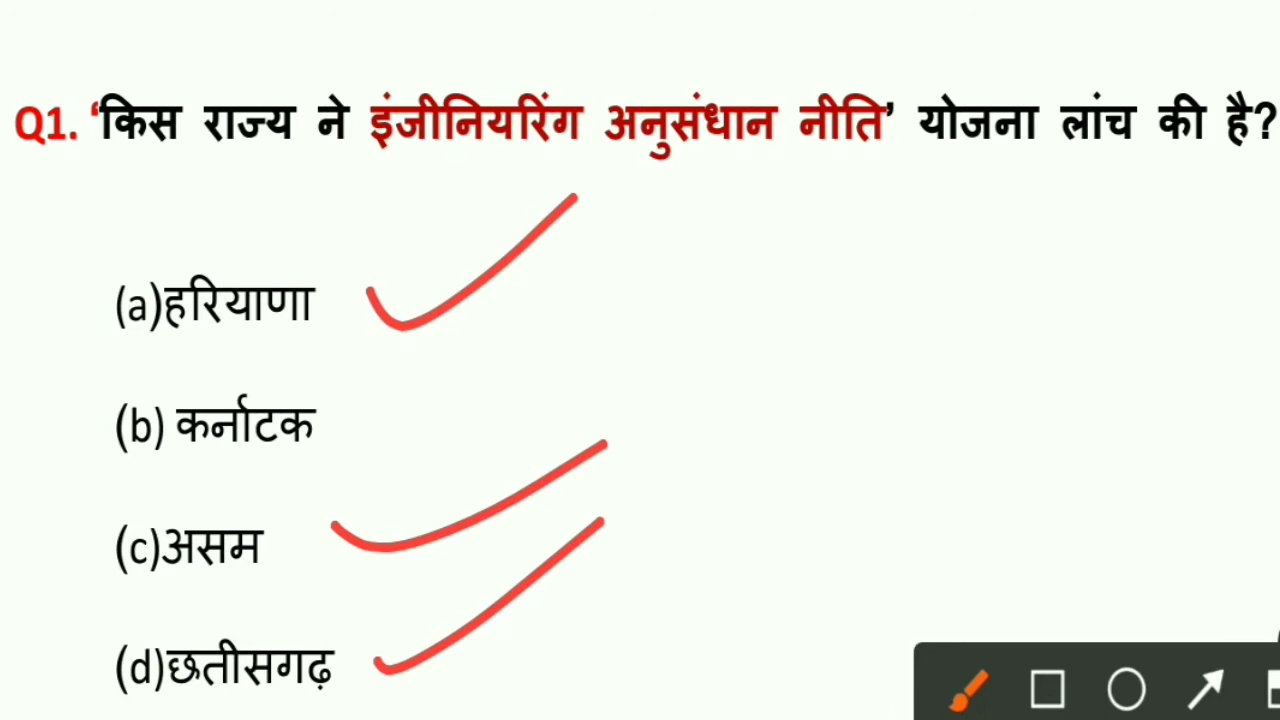 Q1. ‘किस राज्य ने इंजीनियरिंग अनुसंधान नीति’ योजना लांच की है?
(a)हरियाणा
(b) कर्नाटक
(c)असम
(d)छतीसगढ़